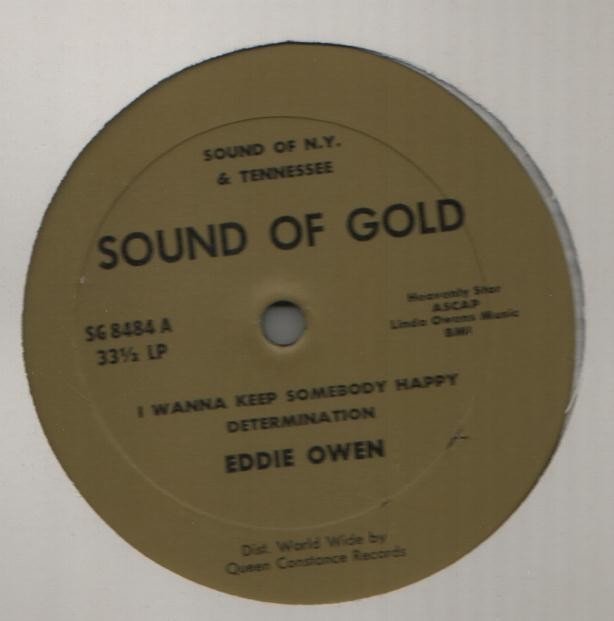 SOUND OF N.Y.
& TENNESSEE
SOUND OF GOLD
SG 8484 A
33⅓ LP
Heavenly Star
ASCAP
Linda Owens Music
BMI
I WANNA KEEP SOMEBODY HAPPY
DETERMINATION
EDDIE OWEN
Dist. World Wide by
Queen Constance Records